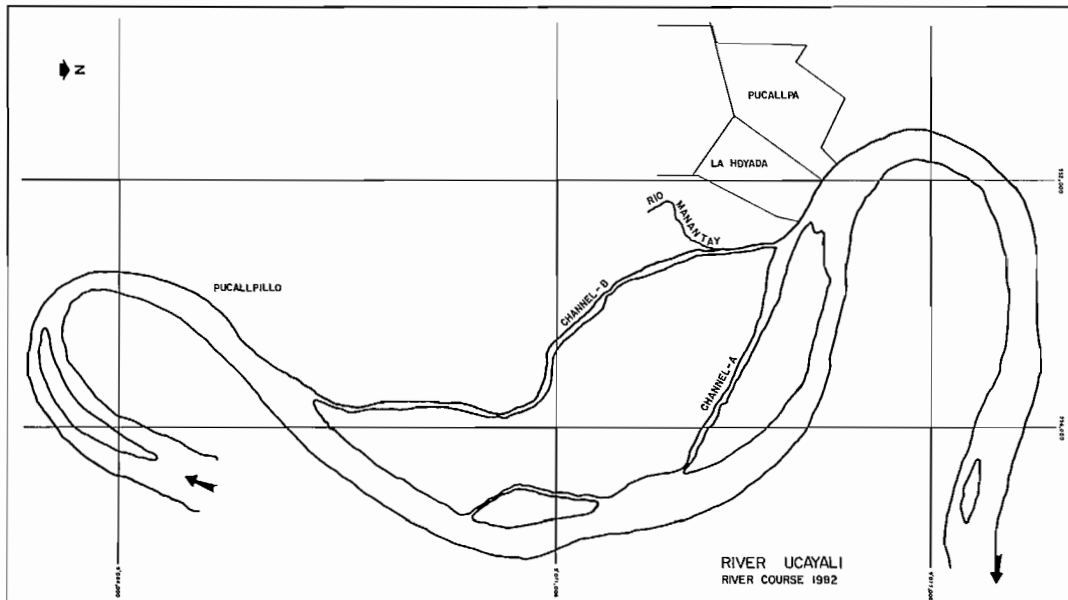 N
PUCALLPA
LA HOYADA
RIO MANANTAY
PUCALLPILLO
CHANNEL-B
CHANNEL-A
RIVER UCAYALI
RIVER COURSE 1982